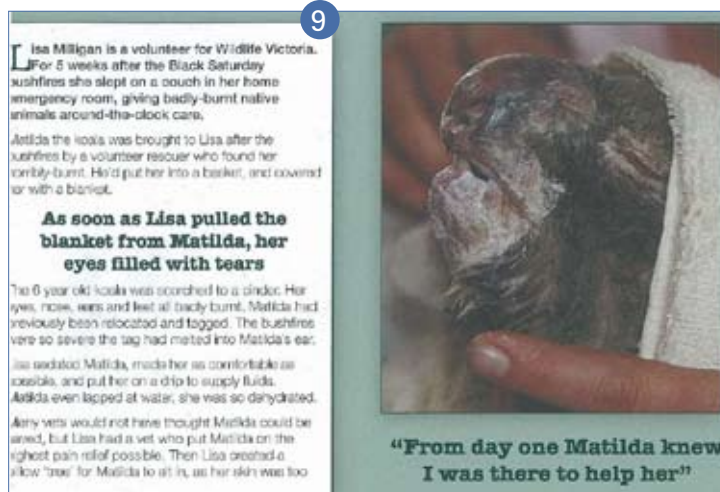 9
Lisa Milligan is a volunteer for Wildlife Victoria.
For 5 weeks after the Black Saturday
bushfires she slept on a couch in her home
emergency room, giving badly-burnt native
animals around-the-clock care.
Matilda the koala was brought to Lisa after the
bushfires by a volunteer rescuer who found her
horribly-burnt. He'd put her into a basket, and covered
her with a blanket.
As soon as Lisa pulled the
blanket from Matilda, her
eyes filled with tears
The 6 year old koala was scorched to a cinder. Her
eyes, nose, ears and feet all badly burnt. Matilda had
previously been relocated and tagged. The bushfires
were so severe the tag had melted into Matilda's ear.
Lisa sedated Matilda, made her as comfortable as
possible, and put her on a drip to supply fluids.
Matilda even lapped at water, she was so dehydrated.
Many vets would not have thought Matilda could be
saved, but Lisa had a vet who put Matilda on the
highest pain relief possible. Then Lisa created a
pillow 'tree' for Matilda to sit in, as her skin was too
"From day one Matilda knew
I was there to help her"